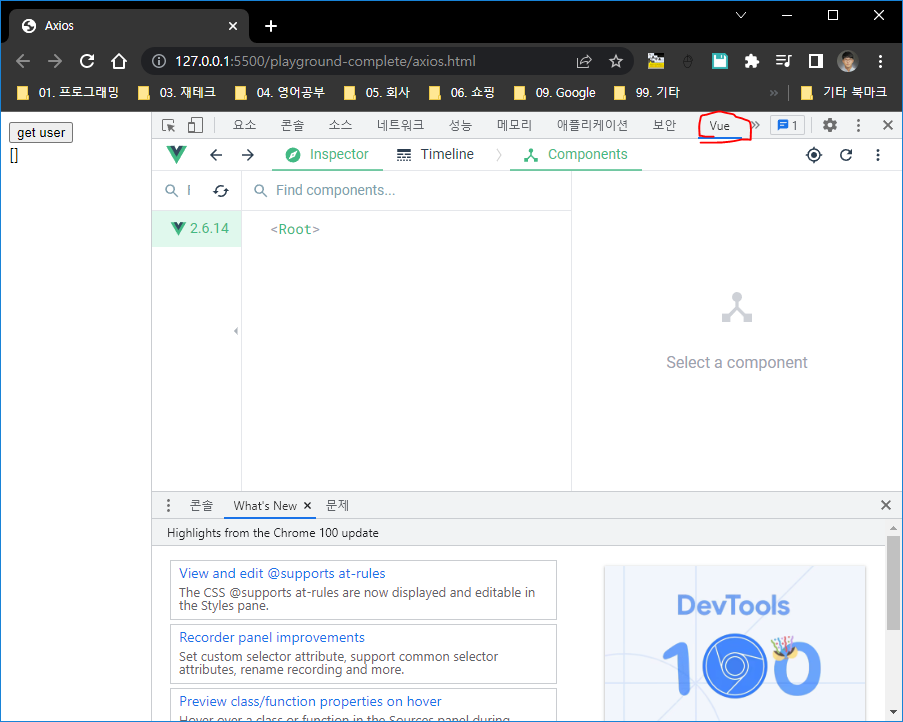 Axios
127.0.0.1:5500/playground-complete/axios.html
01. 프로그래밍 03. 재테크 04. 영어공부 05. 회사 06. 쇼핑 09. Google 99. 기타 » 기타 북마크
get user
[]
요소 콘솔 소스 네트워크 성능 메모리 애플리케이션 보안 Vue » 1
Inspector Timeline Components
Find components...
2.6.14
<Root>
Select a component
콘솔 What's New 문제
Highlights from the Chrome 100 update
View and edit @supports at-rules
The CSS @supports at-rules are now displayed and editable in
the Styles pane.
Recorder panel improvements
Set custom selector attribute, support common selector
attributes, rename recording and more.
Preview class/function properties on hover
Hover over a class or function in the Sources panel during
DevTools
100